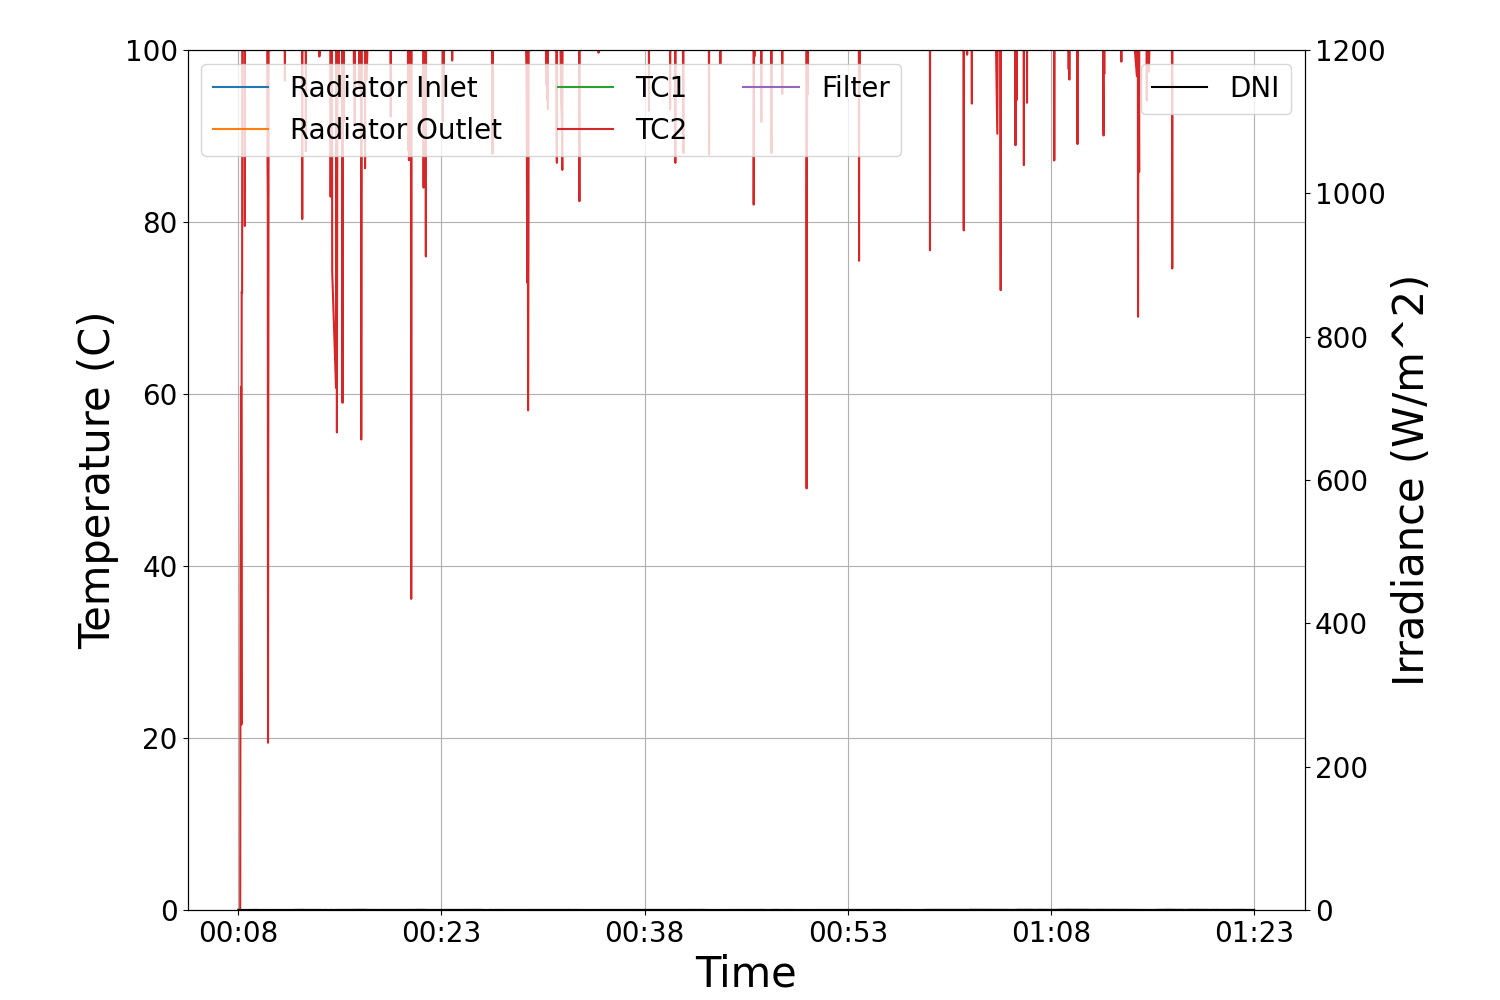 100
80
60
40
20
0
Temperature (C)
Radiator Inlet
Radiator Outlet
TC1
TC2
Filter
DNI
1200
1000
800
600
400
200
0
Irradiance (W/m^2)
00:08 00:23 00:38 00:53 01:08 01:23
Time